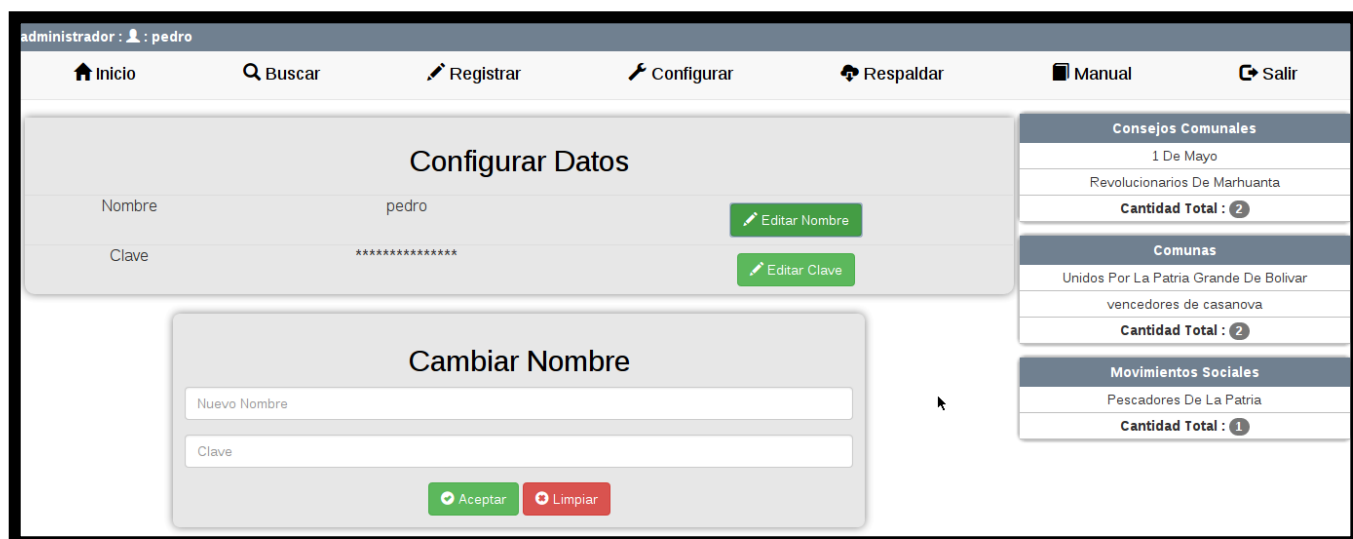 administrador : : pedro
Inicio Buscar Registrar Configurar Respaldar Manual Salir
Configurar Datos
Nombre pedro Editar Nombre
Clave *************** Editar Clave
Cambiar Nombre
Nuevo Nombre
Clave
Aceptar Limpiar
Consejos Comunales
1 De Mayo
Revolucionarios De Marhuanta
Cantidad Total : 2
Comunas
Unidos Por La Patria Grande De Bolivar
vencedores de casanova
Cantidad Total : 2
Movimientos Sociales
Pescadores De La Patria
Cantidad Total : 1